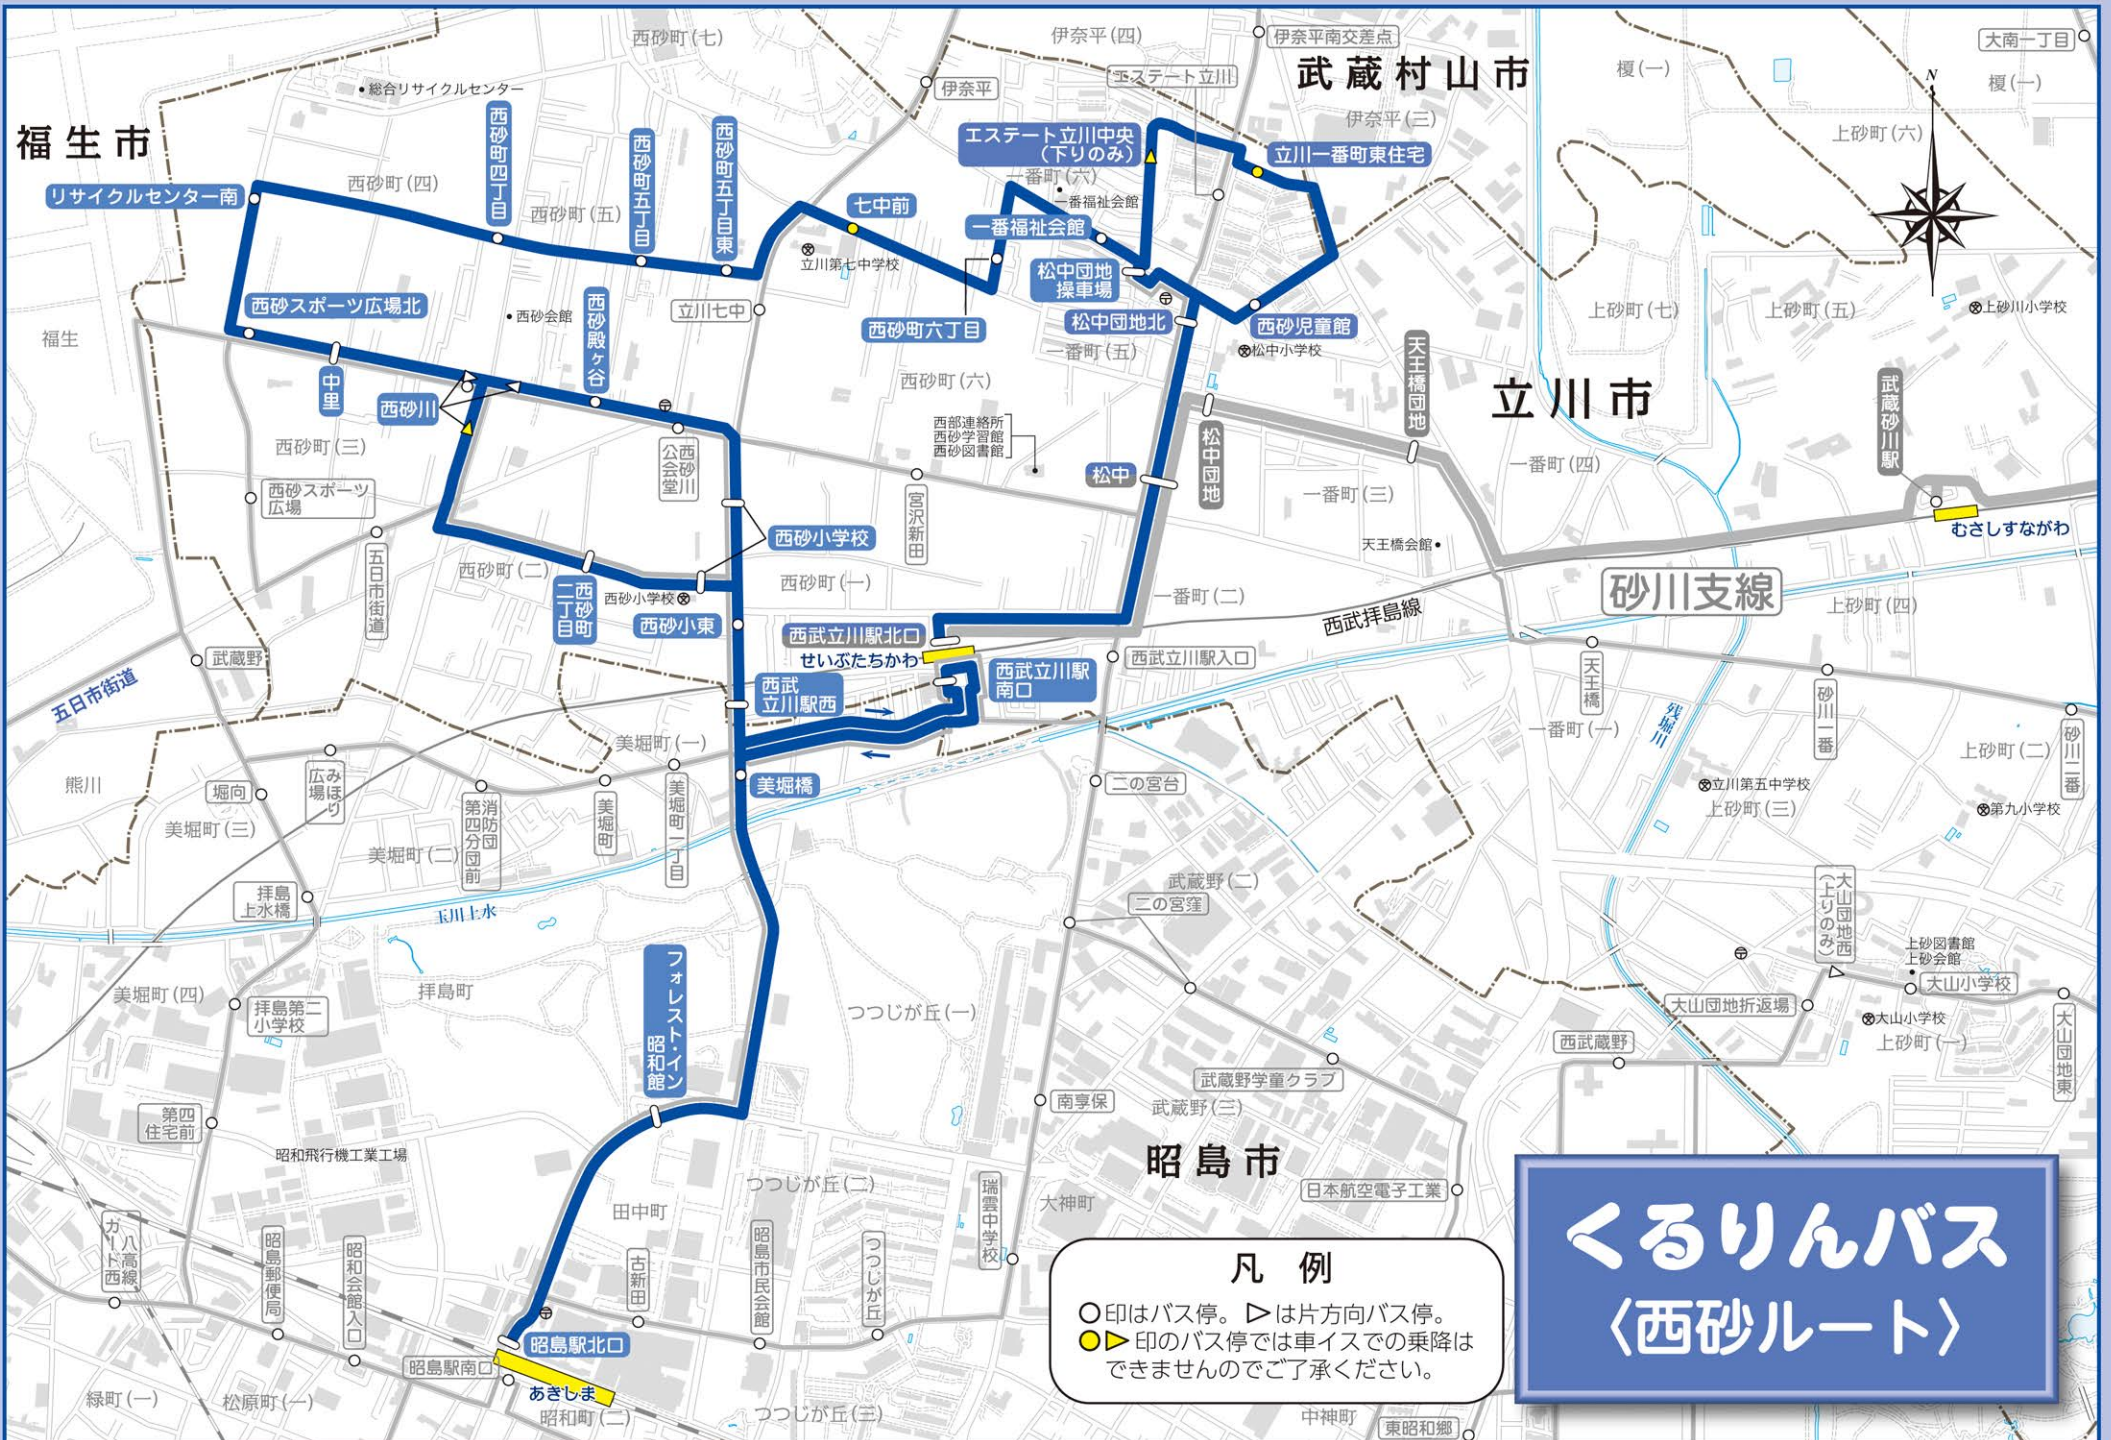 西砂町(七)
伊奈平(四)
伊奈平南交差点
大南一丁目
武蔵村山市
榎(一)
榎(一)
総合リサイクルセンター
伊奈平
エステート立川
伊奈平(三)
N
福生市
西砂町四丁目
西砂町五丁目
西砂町五丁目東
エステート立川中央
(下りのみ)
立川一番町東住宅
上砂町(六)
リサイクルセンター南
西砂町(四)
西砂町(五)
七中前
一番町(六)
一番福祉会館
一番福祉会館
立川第七中学校
松中団地
操車場
西砂スポーツ広場北
西砂会館
西砂殿ヶ谷
立川七中
西砂町六丁目
松中団地北
西砂児童館
上砂町(七)
上砂町(五)
上砂川小学校
福生
一番町(五)
松中小学校
中里
西砂川
西砂町(六)
天王橋団地
立川市
武蔵砂川駅
西砂町(三)
西砂川
公会堂
西部連絡所
西砂学習館
西砂図書館
松中
松中団地
一番町(四)
一番町(三)
西砂スポーツ
広場
宮沢新田
むさしすながわ
五日市街道
西砂小学校
天王橋会館
西砂町(二)
西砂町
二丁目
西砂小学校
西砂町(一)
一番町(二)
砂川支線
上砂町(四)
西砂小東
西武立川駅北口
西武拝島線
せいぶたちかわ
武蔵野
西武立川駅入口
天王橋
五日市街道
西武
立川駅西
西武立川駅
南口
砂川一番
残堀川
砂川二番
美堀町(一)
一番町(一)
上砂町(二)
熊川
堀向
みほり
広場
消防団
第四分団前
美堀町
美堀町一丁目
美堀橋
二の宮台
立川第五中学校
上砂町(三)
第九小学校
美堀町(三)
美堀町(二)
武蔵野(二)
拝島
上水橋
玉川上水
二の宮窪
大山団地西
(上りのみ)
上砂図書館
上砂会館
フォレスト・イン
昭和館
美堀町(四)
拝島町
大山小学校
拝島第二
小学校
つつじが丘(一)
大山団地折返場
大山小学校
西武蔵野
上砂町(一)
大山団地東
武蔵野学童クラブ
第四
住宅前
南享保
武蔵野(三)
昭和飛行機工業工場
昭島市
つつじが丘(二)
瑞雲中学校
大神町
日本航空電子工業
田中町
八高線
ガード西
昭島郵便局
昭和会館入口
古新田
昭島市民会館
つつじが丘
くるりんバス
〈西砂ルート〉
凡例
○印はバス停。▷は片方向バス停。
●▶印のバス停では車イスでの乗降は
できませんのでご了承ください。
昭島駅北口
昭島駅南口
あきしま
緑町(一)
松原町(一)
昭和町(二)
つつじが丘(三)
中神町
東昭和郷